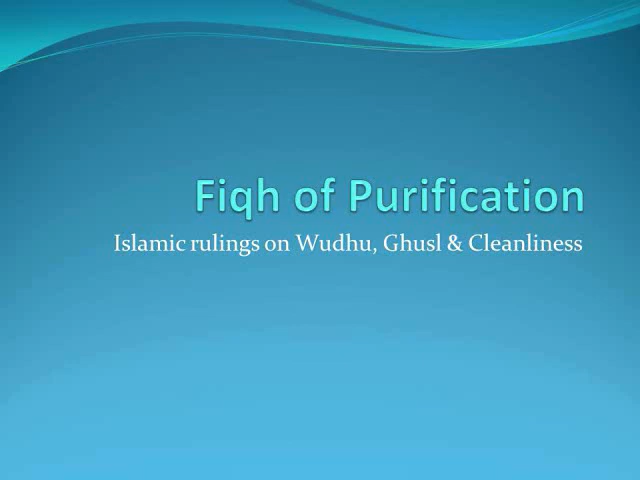 Fiqh of Purification
Islamic rulings on Wudhu, Ghusl & Cleanliness